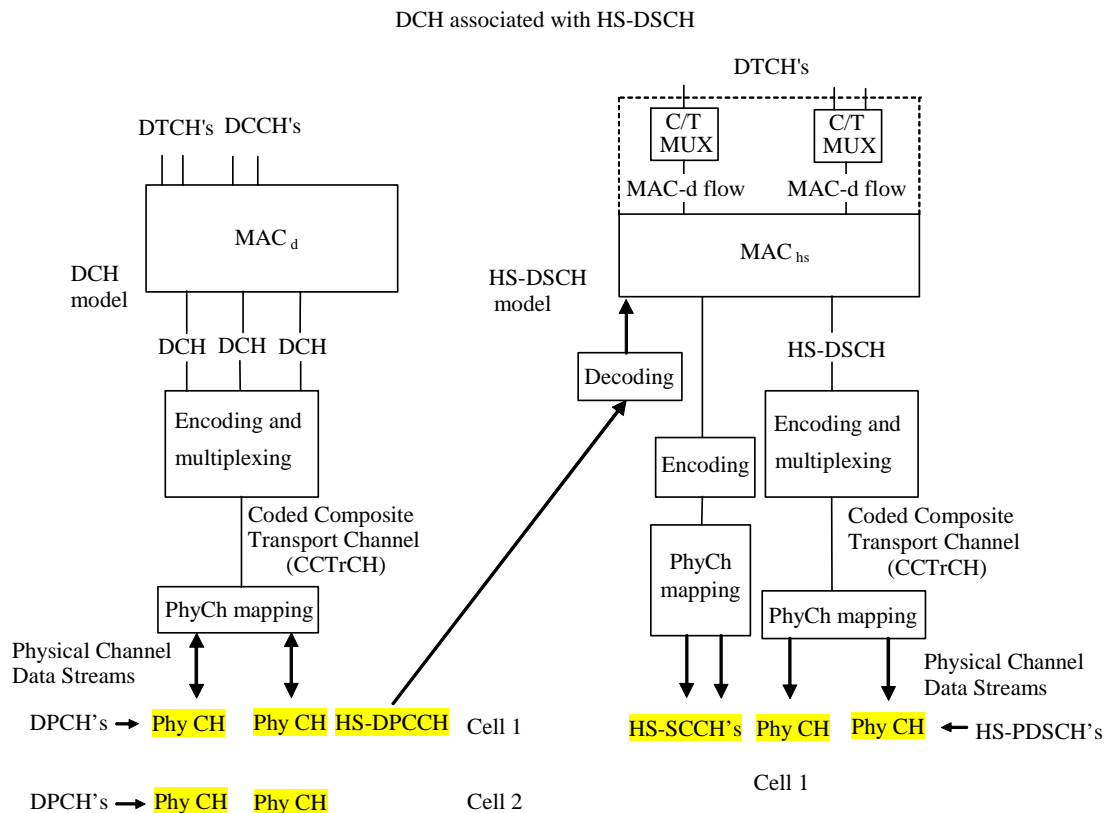 DCH associated with HS-DSCH
DTCH's
DTCH's DCCH's
C/T
MUX
C/T
MUX
MAC-d flow
MAC-d flow
MAC d
MAC hs
DCH
model
HS-DSCH
model
DCH
DCH
DCH
HS-DSCH
Decoding
Encoding and
multiplexing
Encoding
Encoding and
multiplexing
Coded Composite
Transport Channel
(CCTrCH)
Coded Composite
Transport Channel
(CCTrCH)
PhyCh
mapping
PhyCh mapping
PhyCh mapping
Physical Channel
Data Streams
Physical Channel
Data Streams
DPCH's
Phy CH
Phy CH
HS-DPCCH
Cell 1
HS-SCCH's
Phy CH
Phy CH
HS-PDSCH's
Cell 1
DPCH's
Phy CH
Phy CH
Cell 2